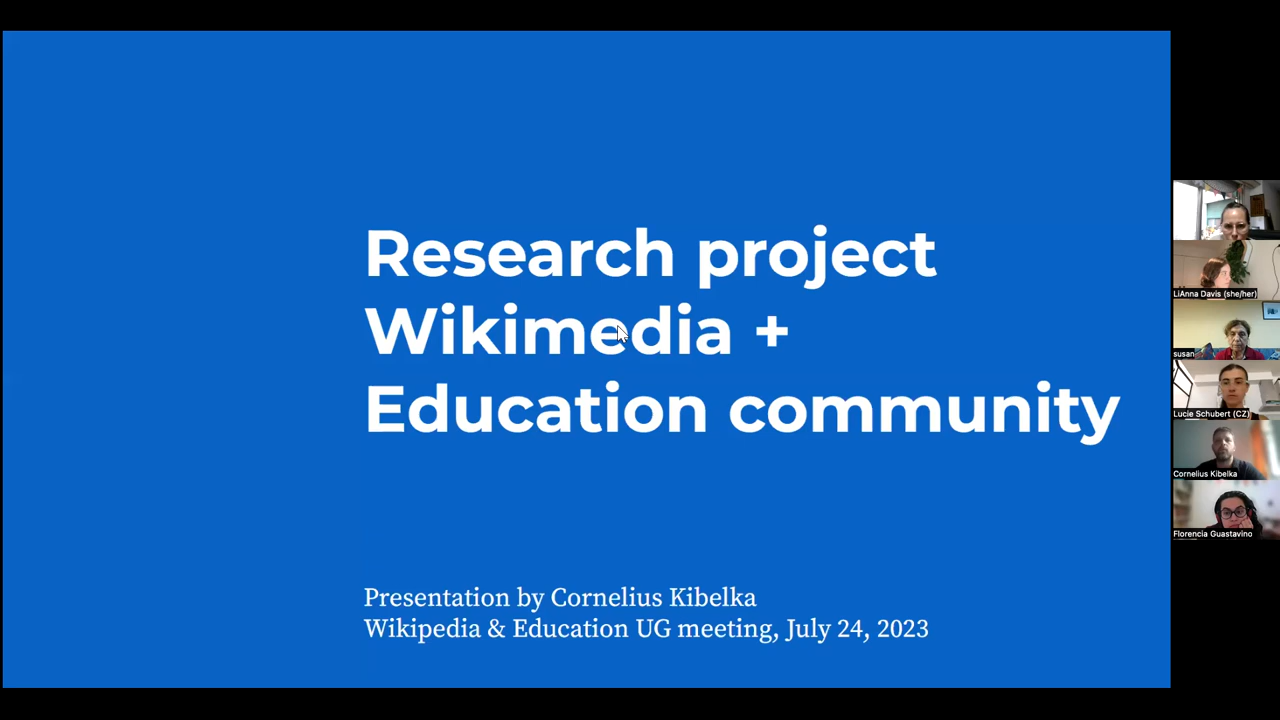 Research project
Wikimedia +
Education community
Presentation by Cornelius Kibelka
Wikipedia & Education UG meeting, July 24, 2023
LiAnna Davis (she/her)
susan
Lucie Schubert (CZ)
Cornelius Kibelka
Florencia Guastavino